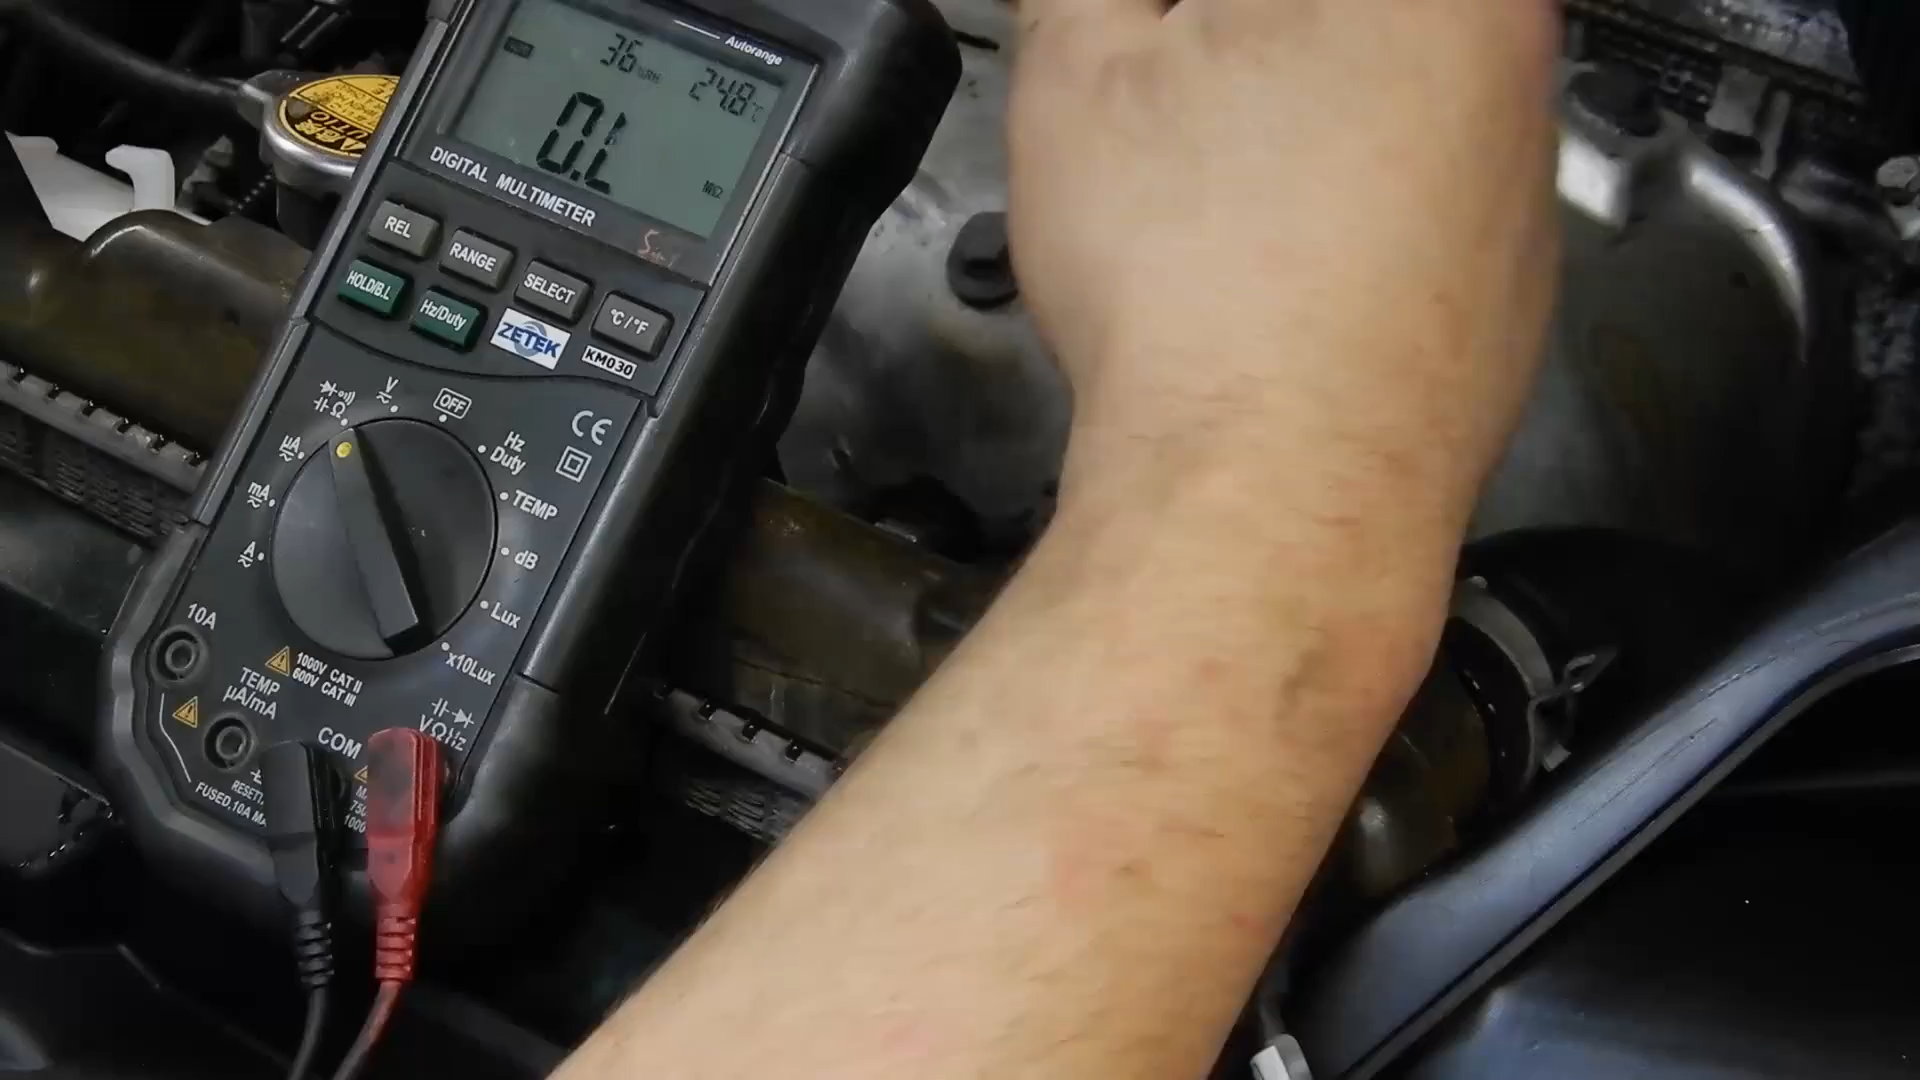 Autorange
36 %RH
24.8 °C
O.L
MΩ
DIGITAL MULTIMETER
REL
RANGE
SELECT
°C / °F
HOLD/B.L
Hz/Duty
ZETEK
KM030
V
OFF
Ω
µA
mA
A
Hz
Duty
TEMP
dB
Lux
x10Lux
CE
10A
1000V CAT II
600V CAT III
TEMP
µA/mA
COM
VΩHz
FUSED,10A